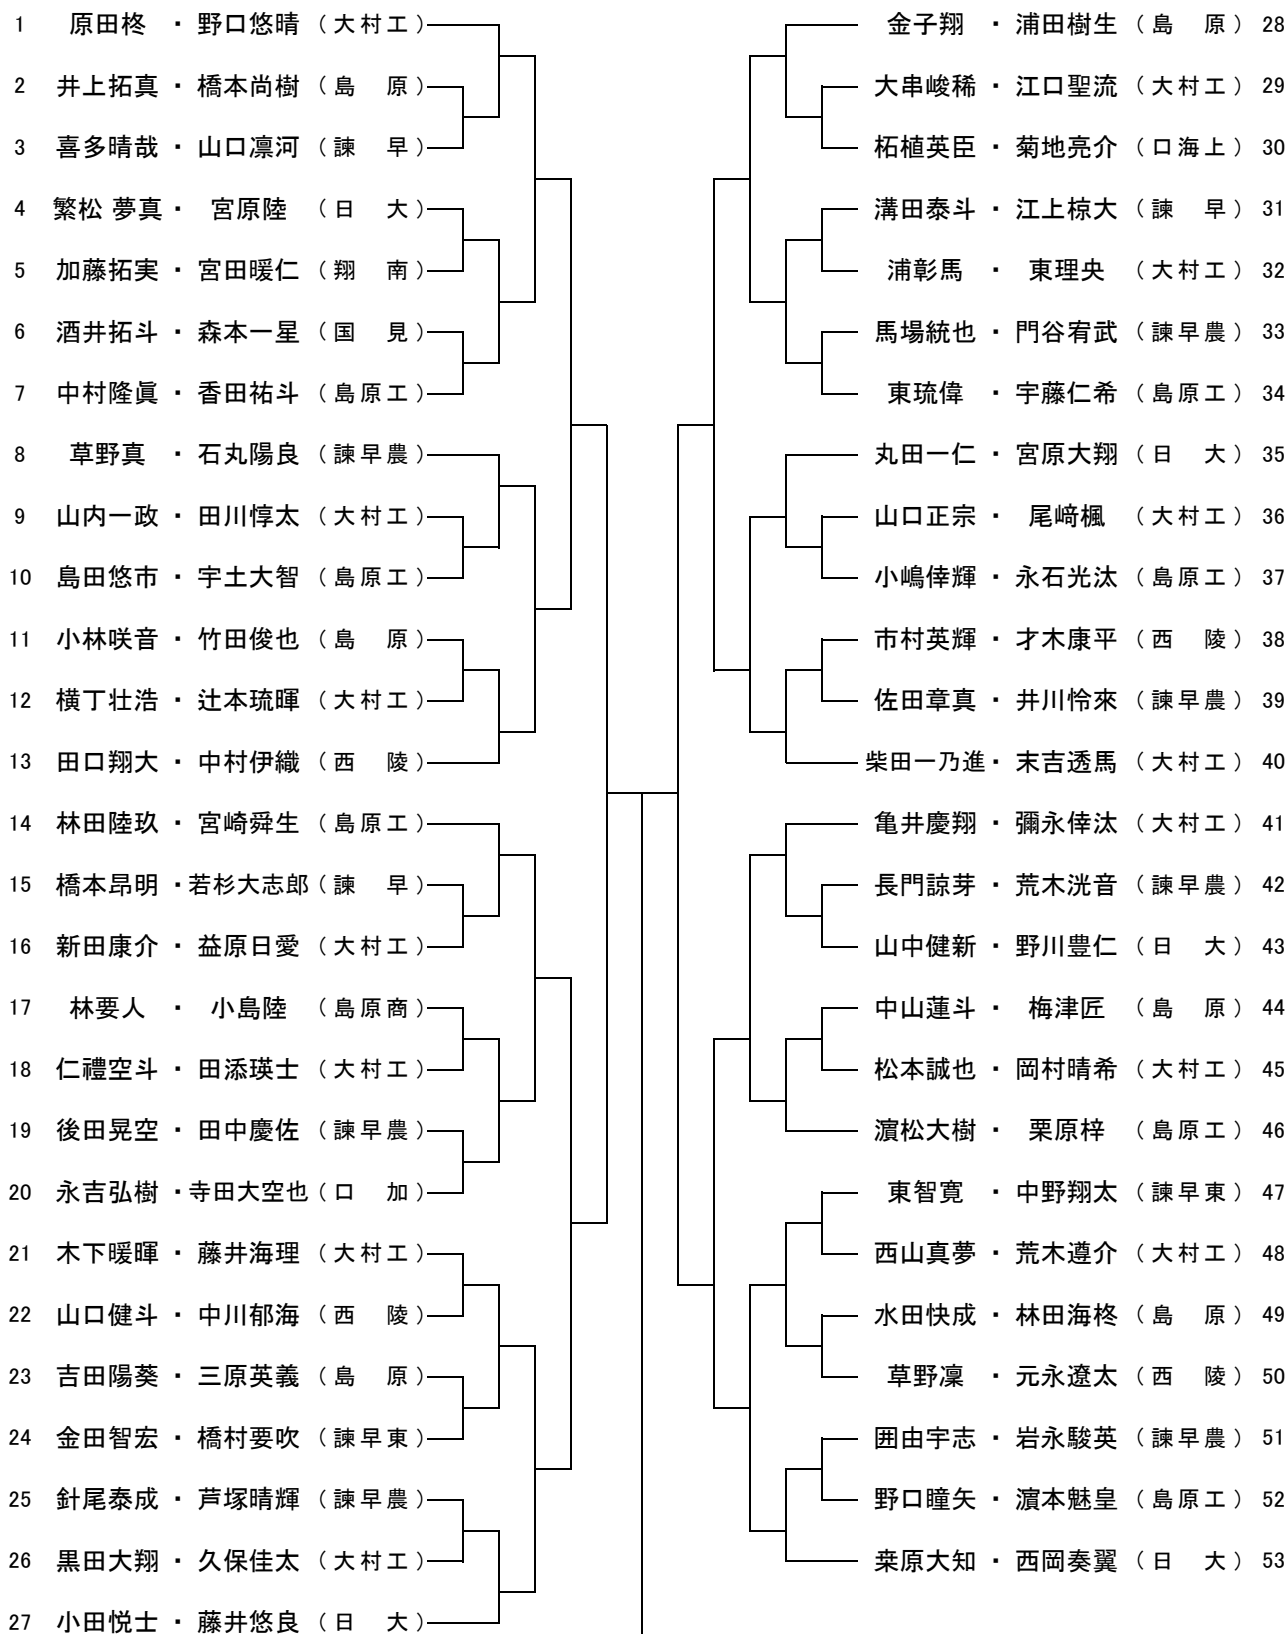 1 原田柊 ・ 野口悠晴 （大村工）
2 井上拓真 ・ 橋本尚樹 （島　原）
3 喜多晴哉 ・ 山口凛河 （諫　早）
4 繁松 夢真 ・ 宮原陸 （日　大）
5 加藤拓実 ・ 宮田暖仁 （翔　南）
6 酒井拓斗 ・ 森本一星 （国　見）
7 中村隆眞 ・ 香田祐斗 （島原工）
8 草野真 ・ 石丸陽良 （諫早農）
9 山内一政 ・ 田川惇太 （大村工）
10 島田悠市 ・ 宇土大智 （島原工）
11 小林咲音 ・ 竹田俊也 （島　原）
12 横丁壮浩 ・ 辻本琉暉 （大村工）
13 田口翔大 ・ 中村伊織 （西　陵）
14 林田陸玖 ・ 宮崎舜生 （島原工）
15 橋本昂明 ・ 若杉大志郎 （諫　早）
16 新田康介 ・ 益原日愛 （大村工）
17 林要人 ・ 小島陸 （島原商）
18 仁禮空斗 ・ 田添瑛士 （大村工）
19 後田晃空 ・ 田中慶佐 （諫早農）
20 永吉弘樹 ・ 寺田大空也 （口　加）
21 木下暖暉 ・ 藤井海理 （大村工）
22 山口健斗 ・ 中川郁海 （西　陵）
23 吉田陽葵 ・ 三原英義 （島　原）
24 金田智宏 ・ 橋村要吹 （諫早東）
25 針尾泰成 ・ 芦塚晴輝 （諫早農）
26 黒田大翔 ・ 久保佳太 （大村工）
27 小田悦士 ・ 藤井悠良 （日　大）
金子翔 ・ 浦田樹生 （島　原） 28
大串峻稀 ・ 江口聖流 （大村工） 29
柘植英臣 ・ 菊地亮介 （口海上） 30
溝田泰斗 ・ 江上椋大 （諫　早） 31
浦彰馬 ・ 東理央 （大村工） 32
馬場統也 ・ 門谷宥武 （諫早農） 33
東琉偉 ・ 宇藤仁希 （島原工） 34
丸田一仁 ・ 宮原大翔 （日　大） 35
山口正宗 ・ 尾﨑楓 （大村工） 36
小嶋倖輝 ・ 永石光汰 （島原工） 37
市村英輝 ・ 才木康平 （西　陵） 38
佐田章真 ・ 井川怜來 （諫早農） 39
柴田一乃進 ・ 末吉透馬 （大村工） 40
亀井慶翔 ・ 彌永倖汰 （大村工） 41
長門諒芽 ・ 荒木洸音 （諫早農） 42
山中健新 ・ 野川豊仁 （日　大） 43
中山蓮斗 ・ 梅津匠 （島　原） 44
松本誠也 ・ 岡村晴希 （大村工） 45
濵松大樹 ・ 栗原梓 （島原工） 46
東智寛 ・ 中野翔太 （諫早東） 47
西山真夢 ・ 荒木遵介 （大村工） 48
水田快成 ・ 林田海柊 （島　原） 49
草野凜 ・ 元永遼太 （西　陵） 50
囲由宇志 ・ 岩永駿英 （諫早農） 51
野口瞳矢 ・ 濵本魅皇 （島原工） 52
桒原大知 ・ 西岡奏翼 （日　大） 53